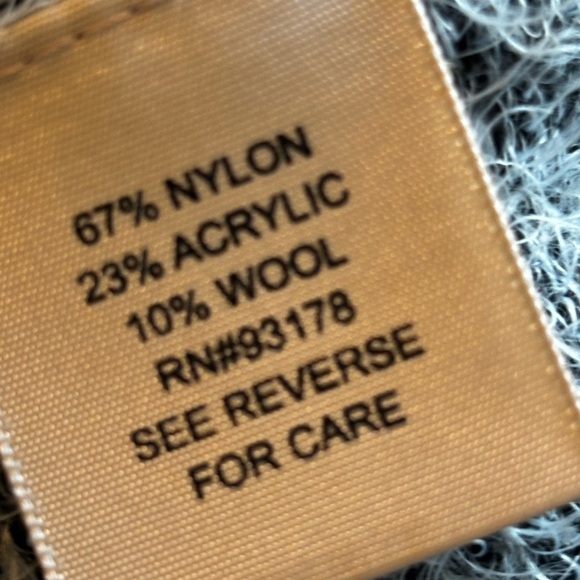 67% NYLON
23% ACRYLIC
10% WOOL
RN#93178
SEE REVERSE
FOR CARE